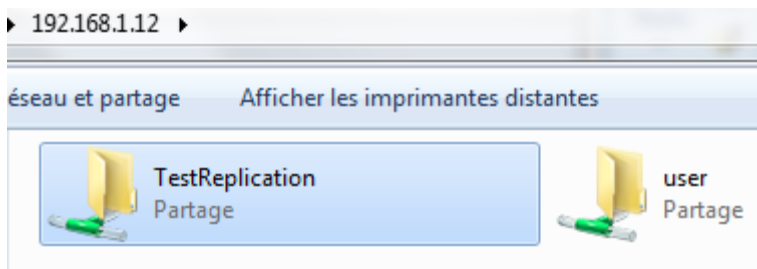 192.168.1.12
éseau et partage Afficher les imprimantes distantes
TestReplication user
Partage Partage